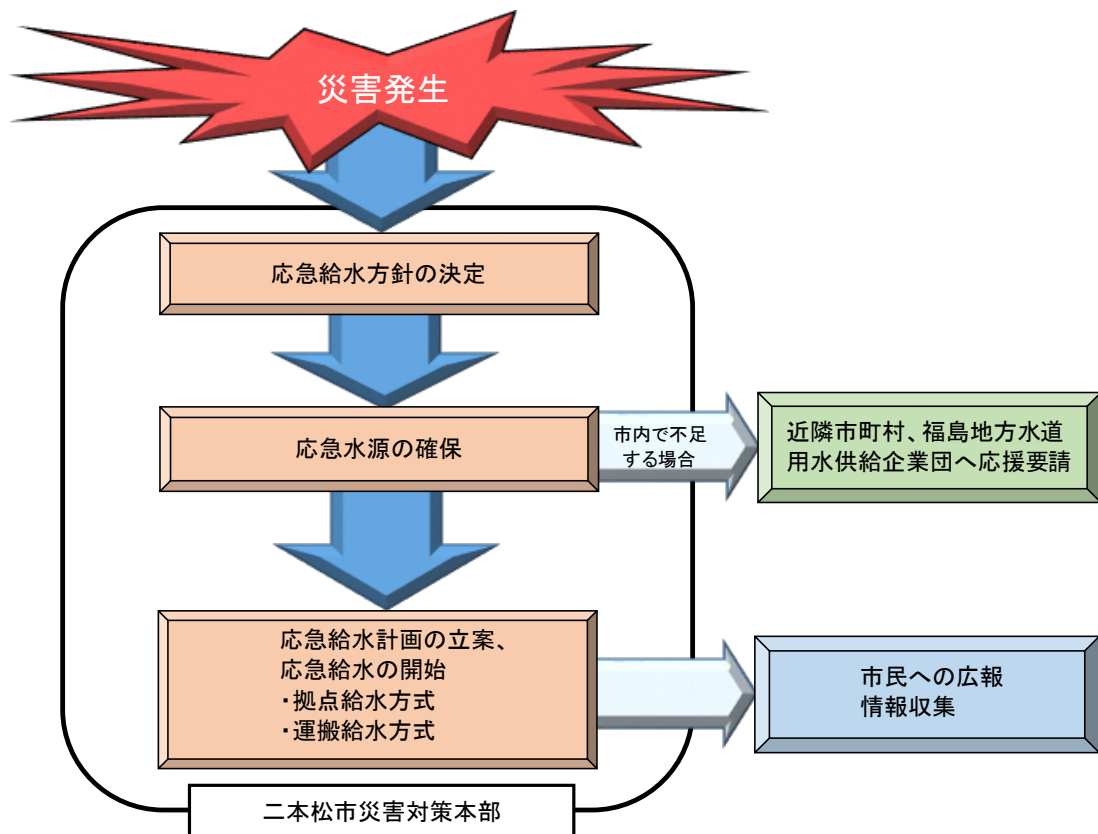 災害発生
応急給水方針の決定
応急水源の確保
市内で不足
する場合
近隣市町村、福島地方水道
用水供給企業団へ応援要請
応急給水計画の立案、
応急給水の開始
・拠点給水方式
・運搬給水方式
市民への広報
情報収集
二本松市災害対策本部